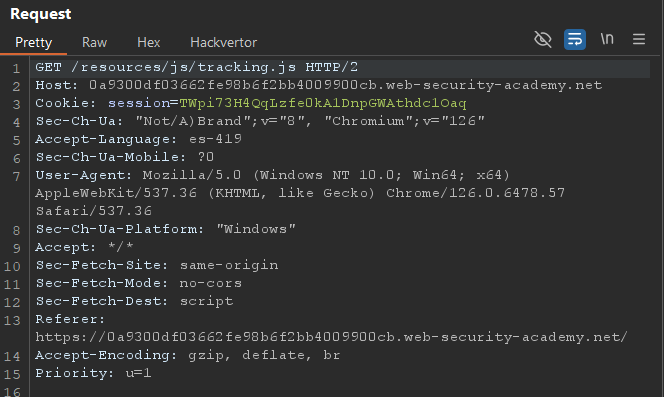 Request
Pretty Raw Hex Hackvertor
\n
1 GET /resources/js/tracking.js HTTP/2
2 Host: 0a9300df03662fe98b6f2bb4009900cb.web-security-academy.net
3 Cookie: session=TWpi73H4QqLzfe0kAlDnpGWAthdclOaq
4 Sec-Ch-Ua: "Not/A)Brand";v="8", "Chromium";v="126"
5 Accept-Language: es-419
6 Sec-Ch-Ua-Mobile: ?0
7 User-Agent: Mozilla/5.0 (Windows NT 10.0; Win64; x64)
AppleWebKit/537.36 (KHTML, like Gecko) Chrome/126.0.6478.57
Safari/537.36
8 Sec-Ch-Ua-Platform: "Windows"
9 Accept: */*
10 Sec-Fetch-Site: same-origin
11 Sec-Fetch-Mode: no-cors
12 Sec-Fetch-Dest: script
13 Referer:
https://0a9300df03662fe98b6f2bb4009900cb.web-security-academy.net/
14 Accept-Encoding: gzip, deflate, br
15 Priority: u=1
16